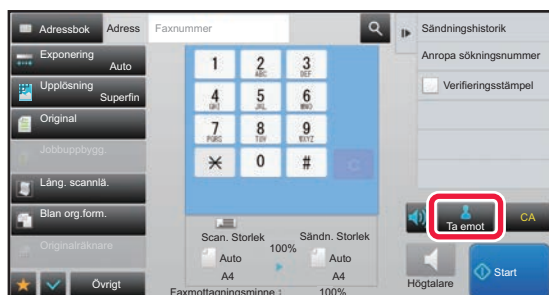 Adressbok
Adress
Faxnummer
Sändningshistorik
Exponering
Auto
Anropa sökningsnummer
Upplösning
Superfin
Verifieringsstämpel
Original
Jobbuppbygg.
Lång. scannlä.
Blan org.form.
Originalräknare
Övrigt
1
2 ABC
3 DEF
4 GHI
5 JKL
6 MNO
7 PQRS
8 TUV
9 WXYZ
0
#
C
Scan. Storlek
100%
Sändn. Storlek
Auto
A4
Auto
A4
Faxmottagningsminne : 100%
Ta emot
CA
Högtalare
Start